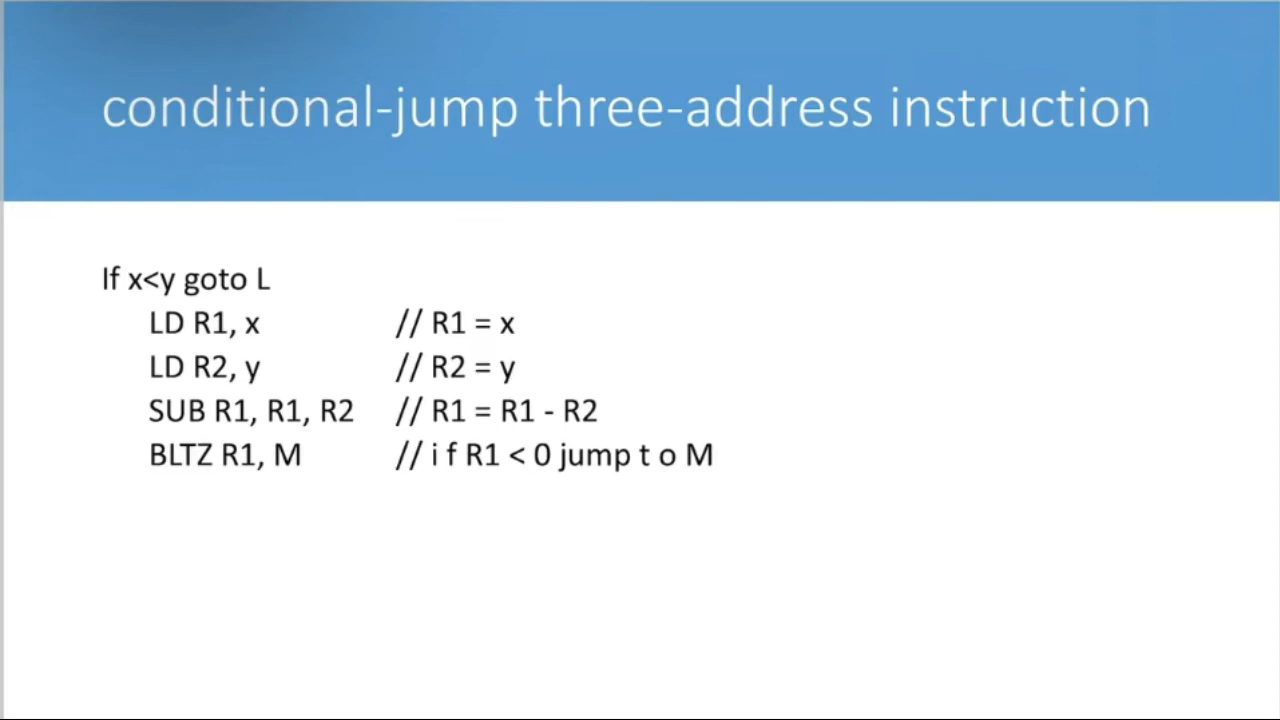 conditional-jump three-address instruction
If x<y goto L
LD R1, x // R1 = x
LD R2, y // R2 = y
SUB R1, R1, R2 // R1 = R1 - R2
BLTZ R1, M // i f R1 < 0 jump t o M